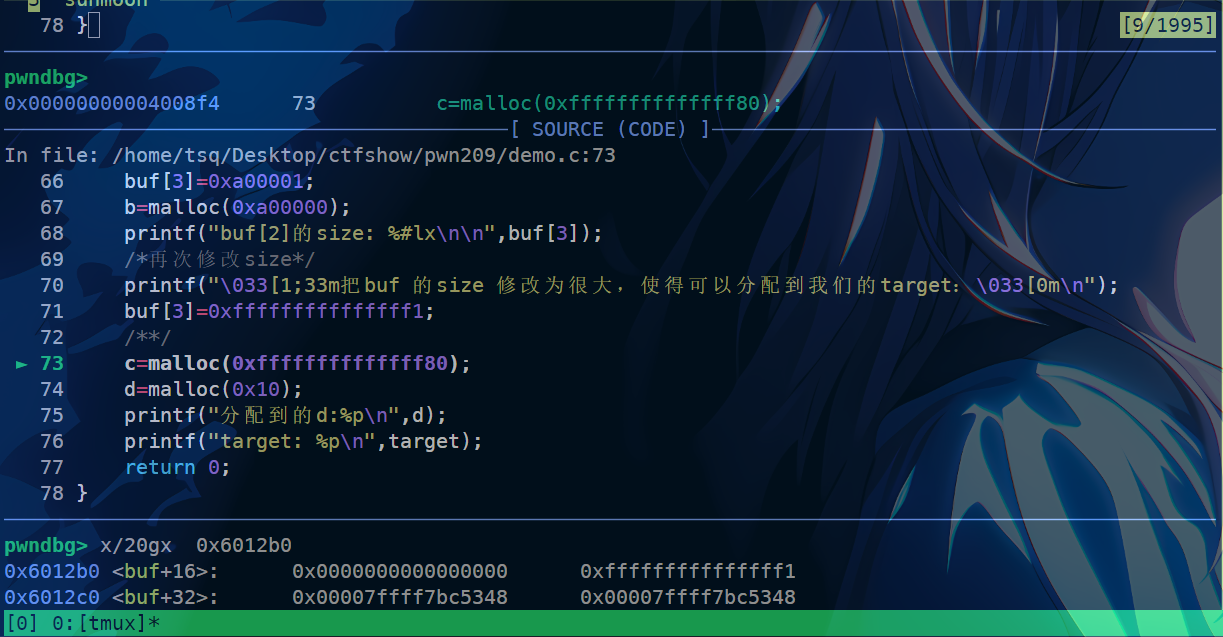 sunmoon
78 }
[9/1995]
pwndbg>
0x00000000004008f4 73 c=malloc(0xffffffffffffff80);
[ SOURCE (CODE) ]
In file: /home/tsq/Desktop/ctfshow/pwn209/demo.c:73
66 buf[3]=0xa00001;
67 b=malloc(0xa00000);
68 printf("buf[2]的size: %#lx\n\n",buf[3]);
69 /*再次修改size*/
70 printf("\033[1;33m把buf 的size 修改为很大，使得可以分配到我们的target：\033[0m\n");
71 buf[3]=0xfffffffffffffff1;
72 /**/
► 73 c=malloc(0xffffffffffffff80);
74 d=malloc(0x10);
75 printf("分配到的d:%p\n",d);
76 printf("target: %p\n",target);
77 return 0;
78 }
pwndbg> x/20gx 0x6012b0
0x6012b0 <buf+16>: 0x0000000000000000 0xfffffffffffffff1
0x6012c0 <buf+32>: 0x00007ffff7bc5348 0x00007ffff7bc5348
[0] 0:[tmux]*